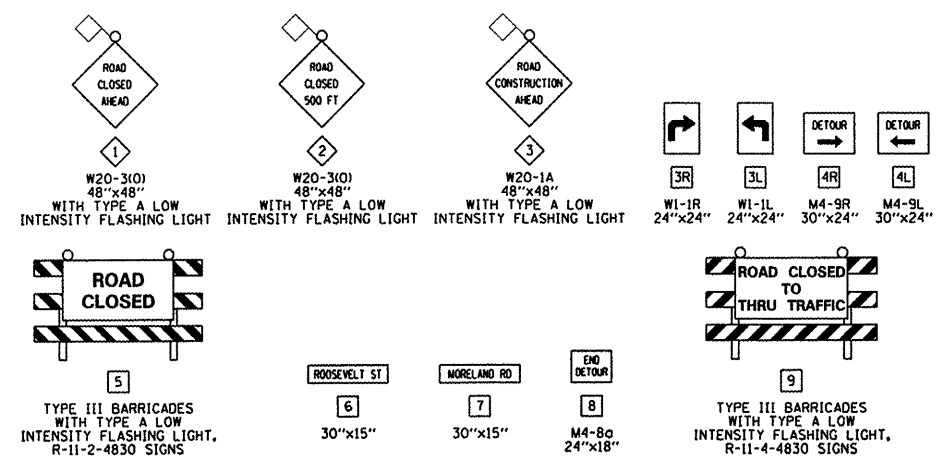 ROAD
CLOSED
AHEAD
1
W20-3(O)
48"x48"
WITH TYPE A LOW
INTENSITY FLASHING LIGHT
ROAD
CLOSED
500 FT
2
W20-3(O)
48"x48"
WITH TYPE A LOW
INTENSITY FLASHING LIGHT
ROAD
CONSTRUCTION
AHEAD
3
W20-1A
48"x48"
WITH TYPE A LOW
INTENSITY FLASHING LIGHT
3R
W1-1R
24"x24"
3L
W1-1L
24"x24"
DETOUR
4R
M4-9R
30"x24"
DETOUR
4L
M4-9L
30"x24"
ROAD
CLOSED
5
TYPE III BARRICADES
WITH TYPE A LOW
INTENSITY FLASHING LIGHT.
R-11-2-4830 SIGNS
ROOSEVELT ST
6
30"x15"
MORELAND RD
7
30"x15"
END
DETOUR
8
M4-8a
24"x18"
ROAD CLOSED
TO
THRU TRAFFIC
9
TYPE III BARRICADES
WITH TYPE A LOW
INTENSITY FLASHING LIGHT.
R-11-4-4830 SIGNS